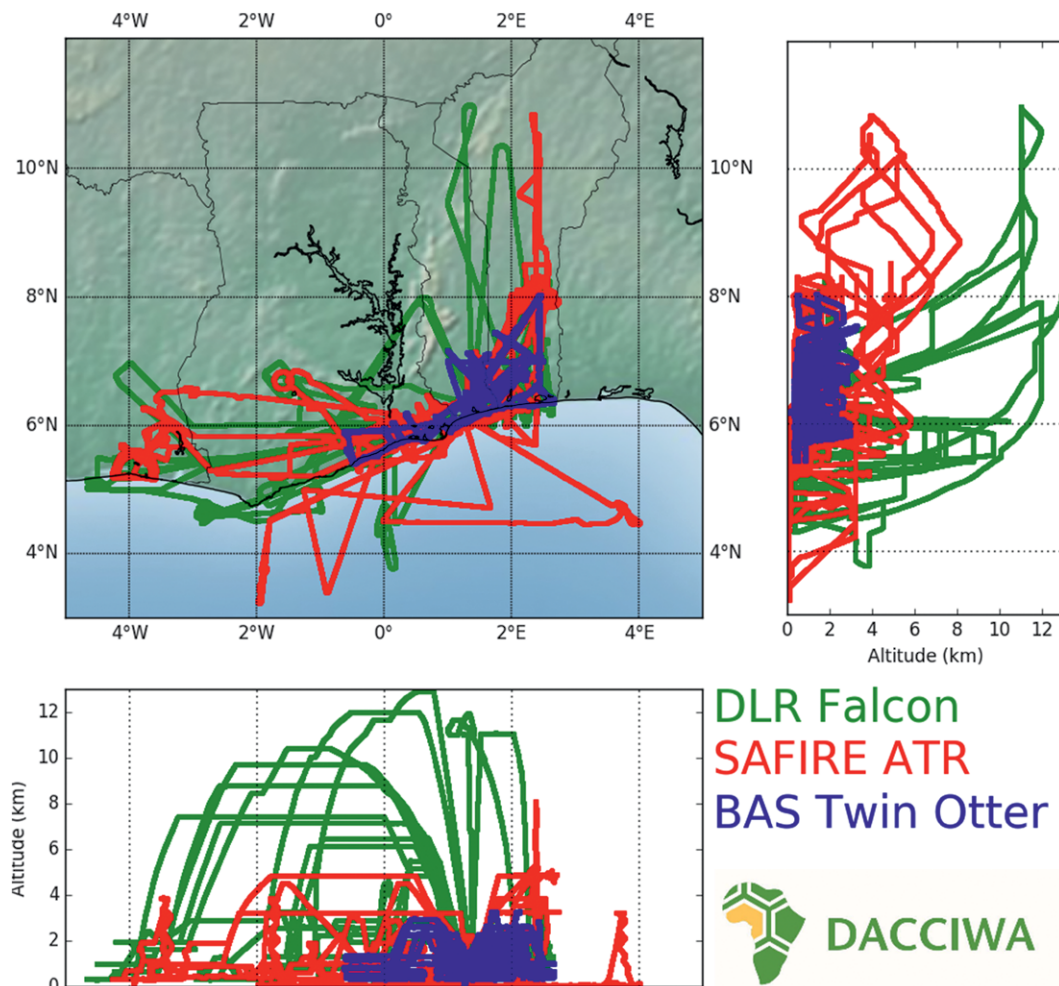 4°W 2°W 0° 2°E 4°E
10°N 10°N
8°N 8°N
6°N 6°N
4°N 4°N
4°W 2°W 0° 2°E 4°E
0 2 4 6 8 10 12
Altitude (km)
12
10
8
6
4
2
0
Altitude (km)
DLR Falcon
SAFIRE ATR
BAS Twin Otter
DACCIWA